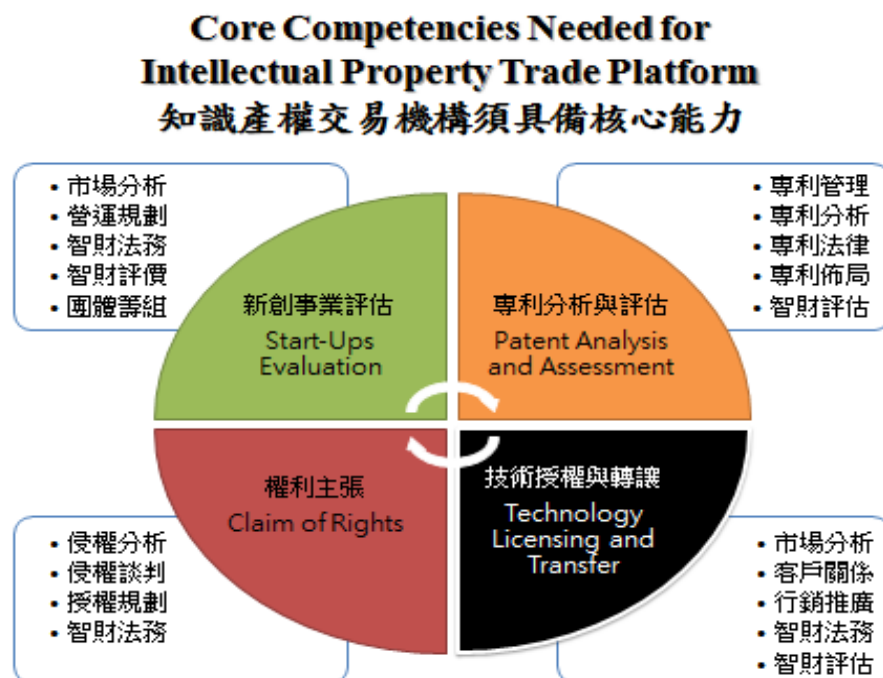 Core Competencies Needed for
Intellectual Property Trade Platform
知識產權交易機構須具備核心能力
• 市場分析
• 營運規劃
• 智財法務
• 智財評價
• 團體籌組
• 專利管理
• 專利分析
• 專利法律
• 專利佈局
• 智財評估
新創事業評估
Start-Ups
Evaluation
專利分析與評估
Patent Analysis
and Assessment
權利主張
Claim of Rights
技術授權與轉讓
Technology
Licensing and
Transfer
• 侵權分析
• 侵權談判
• 授權規劃
• 智財法務
• 市場分析
• 客戶關係
• 行銷推廣
• 智財法務
• 智財評估